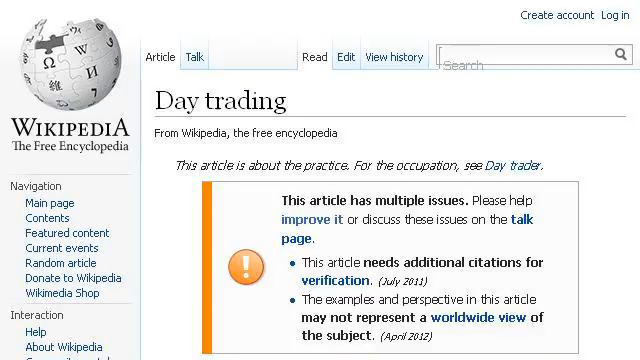 Create account Log in
Article Talk Read Edit View history Search
Day trading
From Wikipedia, the free encyclopedia
This article is about the practice. For the occupation, see Day trader.
This article has multiple issues. Please help
improve it or discuss these issues on the talk
page.
• This article needs additional citations for
verification. (July 2011)
• The examples and perspective in this article
may not represent a worldwide view of
the subject. (April 2012)
WIKIPEDIA
The Free Encyclopedia
Navigation
Main page
Contents
Featured content
Current events
Random article
Donate to Wikipedia
Wikimedia Shop
Interaction
Help
About Wikipedia